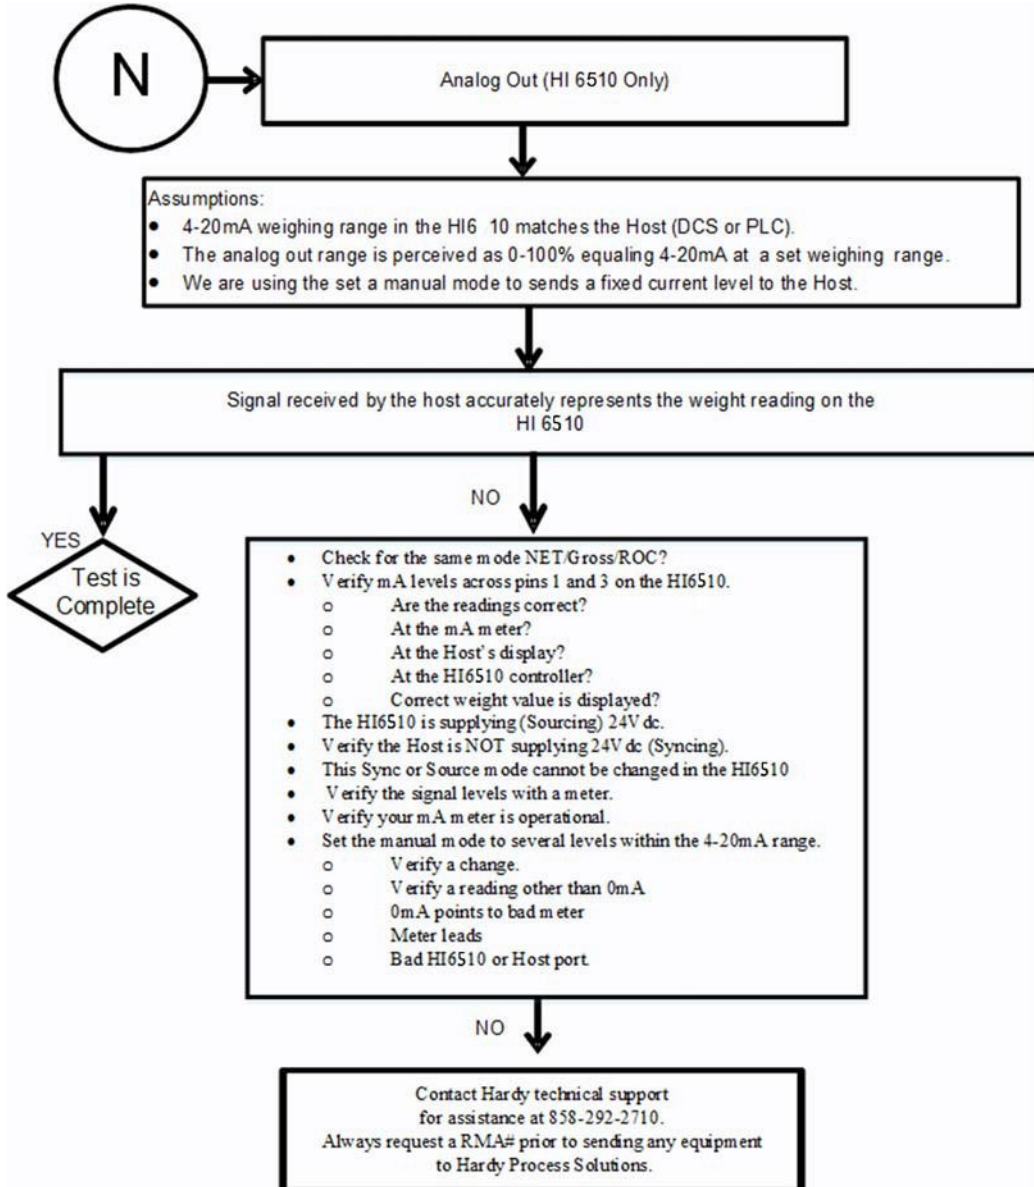 N
Analog Out (HI 6510 Only)
Assumptions:
● 4-20mA weighing range in the HI6 10 matches the Host (DCS or PLC).
● The analog out range is perceived as 0-100% equaling 4-20mA at a set weighing range.
● We are using the set a manual mode to sends a fixed current level to the Host.
Signal received by the host accurately represents the weight reading on the
HI 6510
YES
Test is
Complete
NO
● Check for the same mode NET/Gross/ROC?
● Verify mA levels across pins 1 and 3 on the HI6510.
o Are the readings correct?
o At the mA meter?
o At the Host's display?
o At the HI6510 controller?
o Correct weight value is displayed?
● The HI6510 is supplying (Sourcing) 24Vdc.
● Verify the Host is NOT supplying 24Vdc (Syncing).
● This Sync or Source mode cannot be changed in the HI6510
● Verify the signal levels with a meter.
● Verify your mA meter is operational.
● Set the manual mode to several levels within the 4-20mA range.
o Verify a change.
o Verify a reading other than 0mA
o 0mA points to bad meter
o Meter leads
o Bad HI6510 or Host port.
NO
Contact Hardy technical support
for assistance at 858-292-2710.
Always request a RMA# prior to sending any equipment
to Hardy Process Solutions.